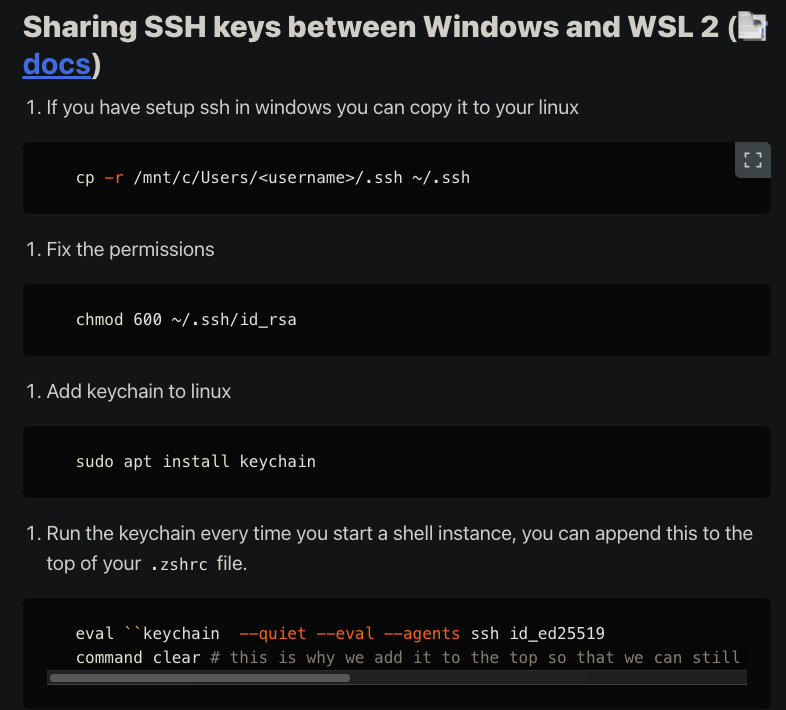 Sharing SSH keys between Windows and WSL 2 (
docs)
1. If you have setup ssh in windows you can copy it to your linux
cp -r /mnt/c/Users/<username>/.ssh ~/.ssh
1. Fix the permissions
chmod 600 ~/.ssh/id_rsa
1. Add keychain to linux
sudo apt install keychain
1. Run the keychain every time you start a shell instance, you can append this to the
top of your .zshrc file.
eval ``keychain  --quiet --eval --agents ssh id_ed25519
command clear # this is why we add it to the top so that we can still